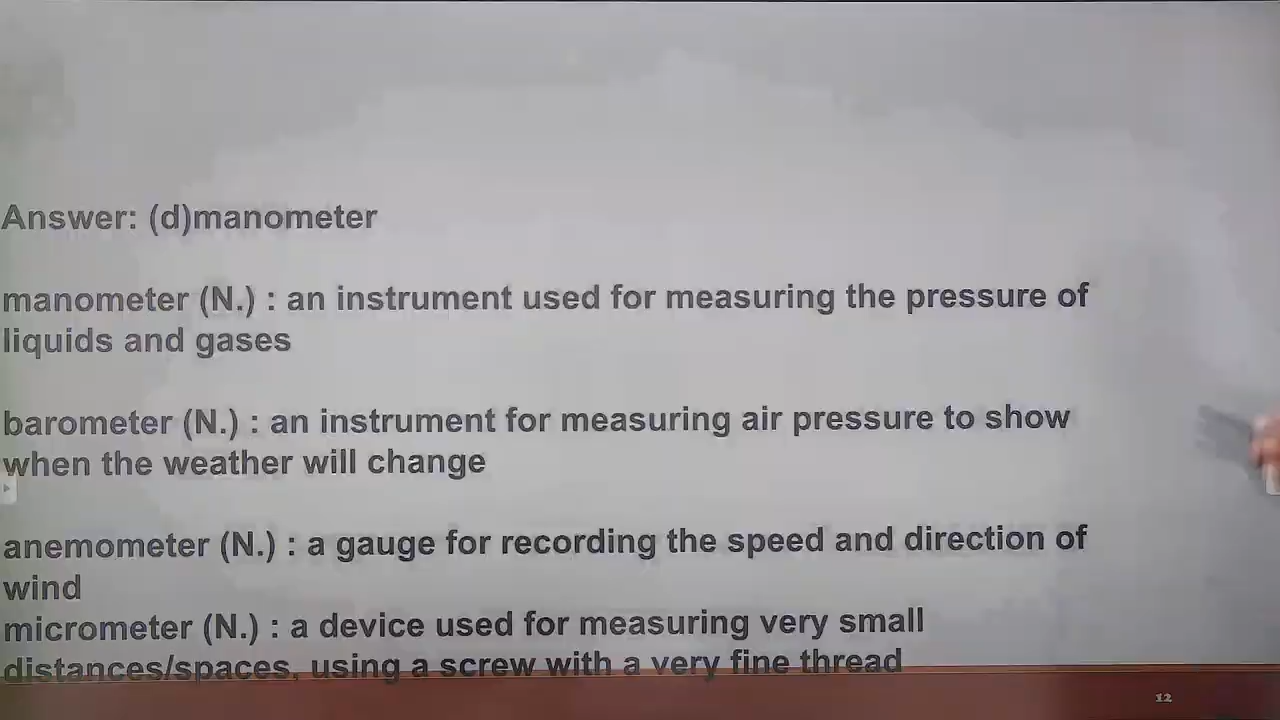 Answer: (d)manometer
manometer (N.) : an instrument used for measuring the pressure of
liquids and gases
barometer (N.) : an instrument for measuring air pressure to show
when the weather will change
anemometer (N.) : a gauge for recording the speed and direction of
wind
micrometer (N.) : a device used for measuring very small
distances/spaces, using a screw with a very fine thread
12